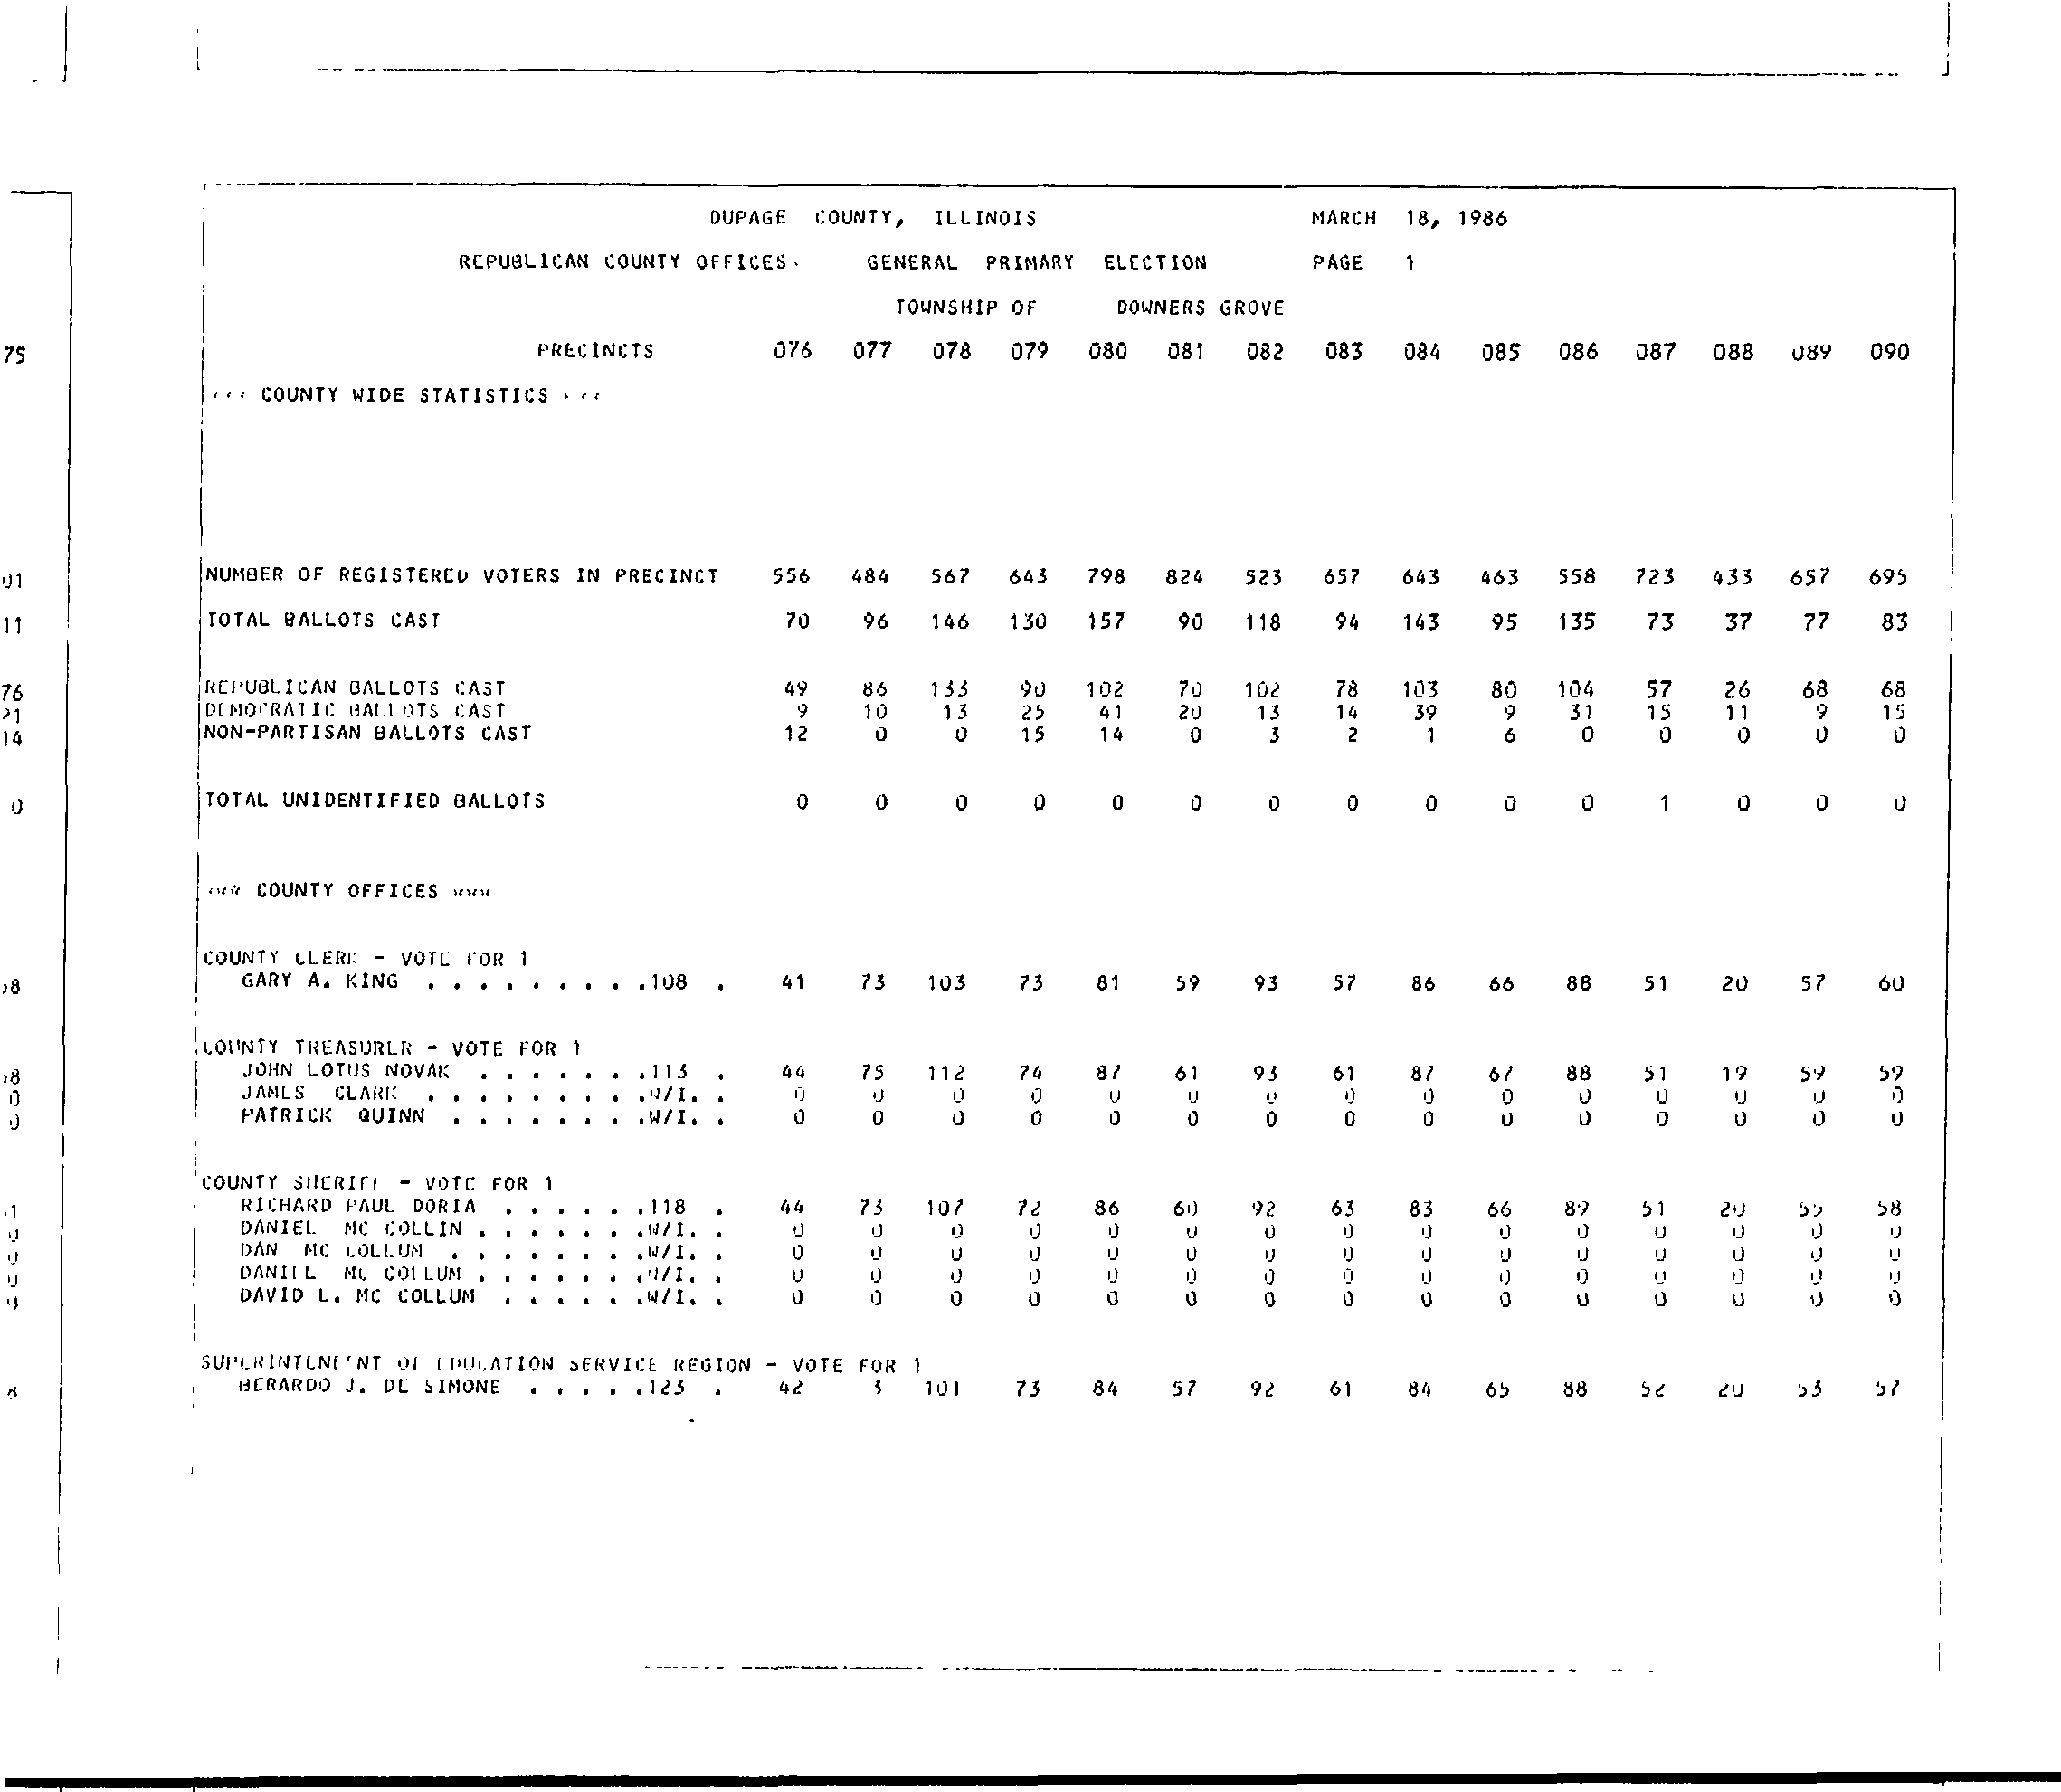 DUPAGE COUNTY, ILLINOIS MARCH 18, 1986
REPUBLICAN COUNTY OFFICES. GENERAL PRIMARY ELECTION PAGE 1
TOWNSHIP OF DOWNERS GROVE
75 PRECINCTS 076 077 078 079 080 081 082 083 084 085 086 087 088 089 090
COUNTY WIDE STATISTICS
01 NUMBER OF REGISTERED VOTERS IN PRECINCT 556 484 567 643 798 824 523 657 643 463 558 723 433 657 695
11 TOTAL BALLOTS CAST 70 96 146 130 157 90 118 94 143 95 135 73 37 77 83
76 REPUBLICAN BALLOTS CAST 49 86 133 90 102 70 102 78 103 80 104 57 26 68 68
21 DEMOCRATIC BALLOTS CAST 9 10 13 25 41 20 13 14 39 9 31 15 11 9 15
14 NON-PARTISAN BALLOTS CAST 12 0 0 15 14 0 3 2 1 6 0 0 0 0 0
0 TOTAL UNIDENTIFIED BALLOTS 0 0 0 0 0 0 0 0 0 0 0 1 0 0 0
*** COUNTY OFFICES ***
COUNTY CLERK - VOTE FOR 1
8 GARY A. KING . . . . . . . . .108 . 41 73 103 73 81 59 93 57 86 66 88 51 20 57 60
COUNTY TREASURER - VOTE FOR 1
8 JOHN LOTUS NOVAK . . . . . . .113 . 44 75 112 74 87 61 93 61 87 67 88 51 19 59 59
0 JAMES CLARK . . . . . . . . .W/I. . 0 0 0 0 0 0 0 0 0 0 0 0 0 0 0
0 PATRICK QUINN . . . . . . . .W/I. . 0 0 0 0 0 0 0 0 0 0 0 0 0 0 0
COUNTY SHERIFF - VOTE FOR 1
1 RICHARD PAUL DORIA . . . . . .118 . 44 73 107 72 86 60 92 63 83 66 89 51 20 55 58
0 DANIEL MC COLLIN . . . . . . .W/I. . 0 0 0 0 0 0 0 0 0 0 0 0 0 0 0
0 DAN MC COLLUM . . . . . . . .W/I. . 0 0 0 0 0 0 0 0 0 0 0 0 0 0 0
0 DANIEL MC COLLUM . . . . . . .W/I. . 0 0 0 0 0 0 0 0 0 0 0 0 0 0 0
0 DAVID L. MC COLLUM . . . . . .W/I. . 0 0 0 0 0 0 0 0 0 0 0 0 0 0 0
SUPERINTENDENT OF EDUCATION SERVICE REGION - VOTE FOR 1
8 BERARDO J. DE SIMONE . . . . .123 . 42 3 101 73 84 57 92 61 84 65 88 52 20 53 57